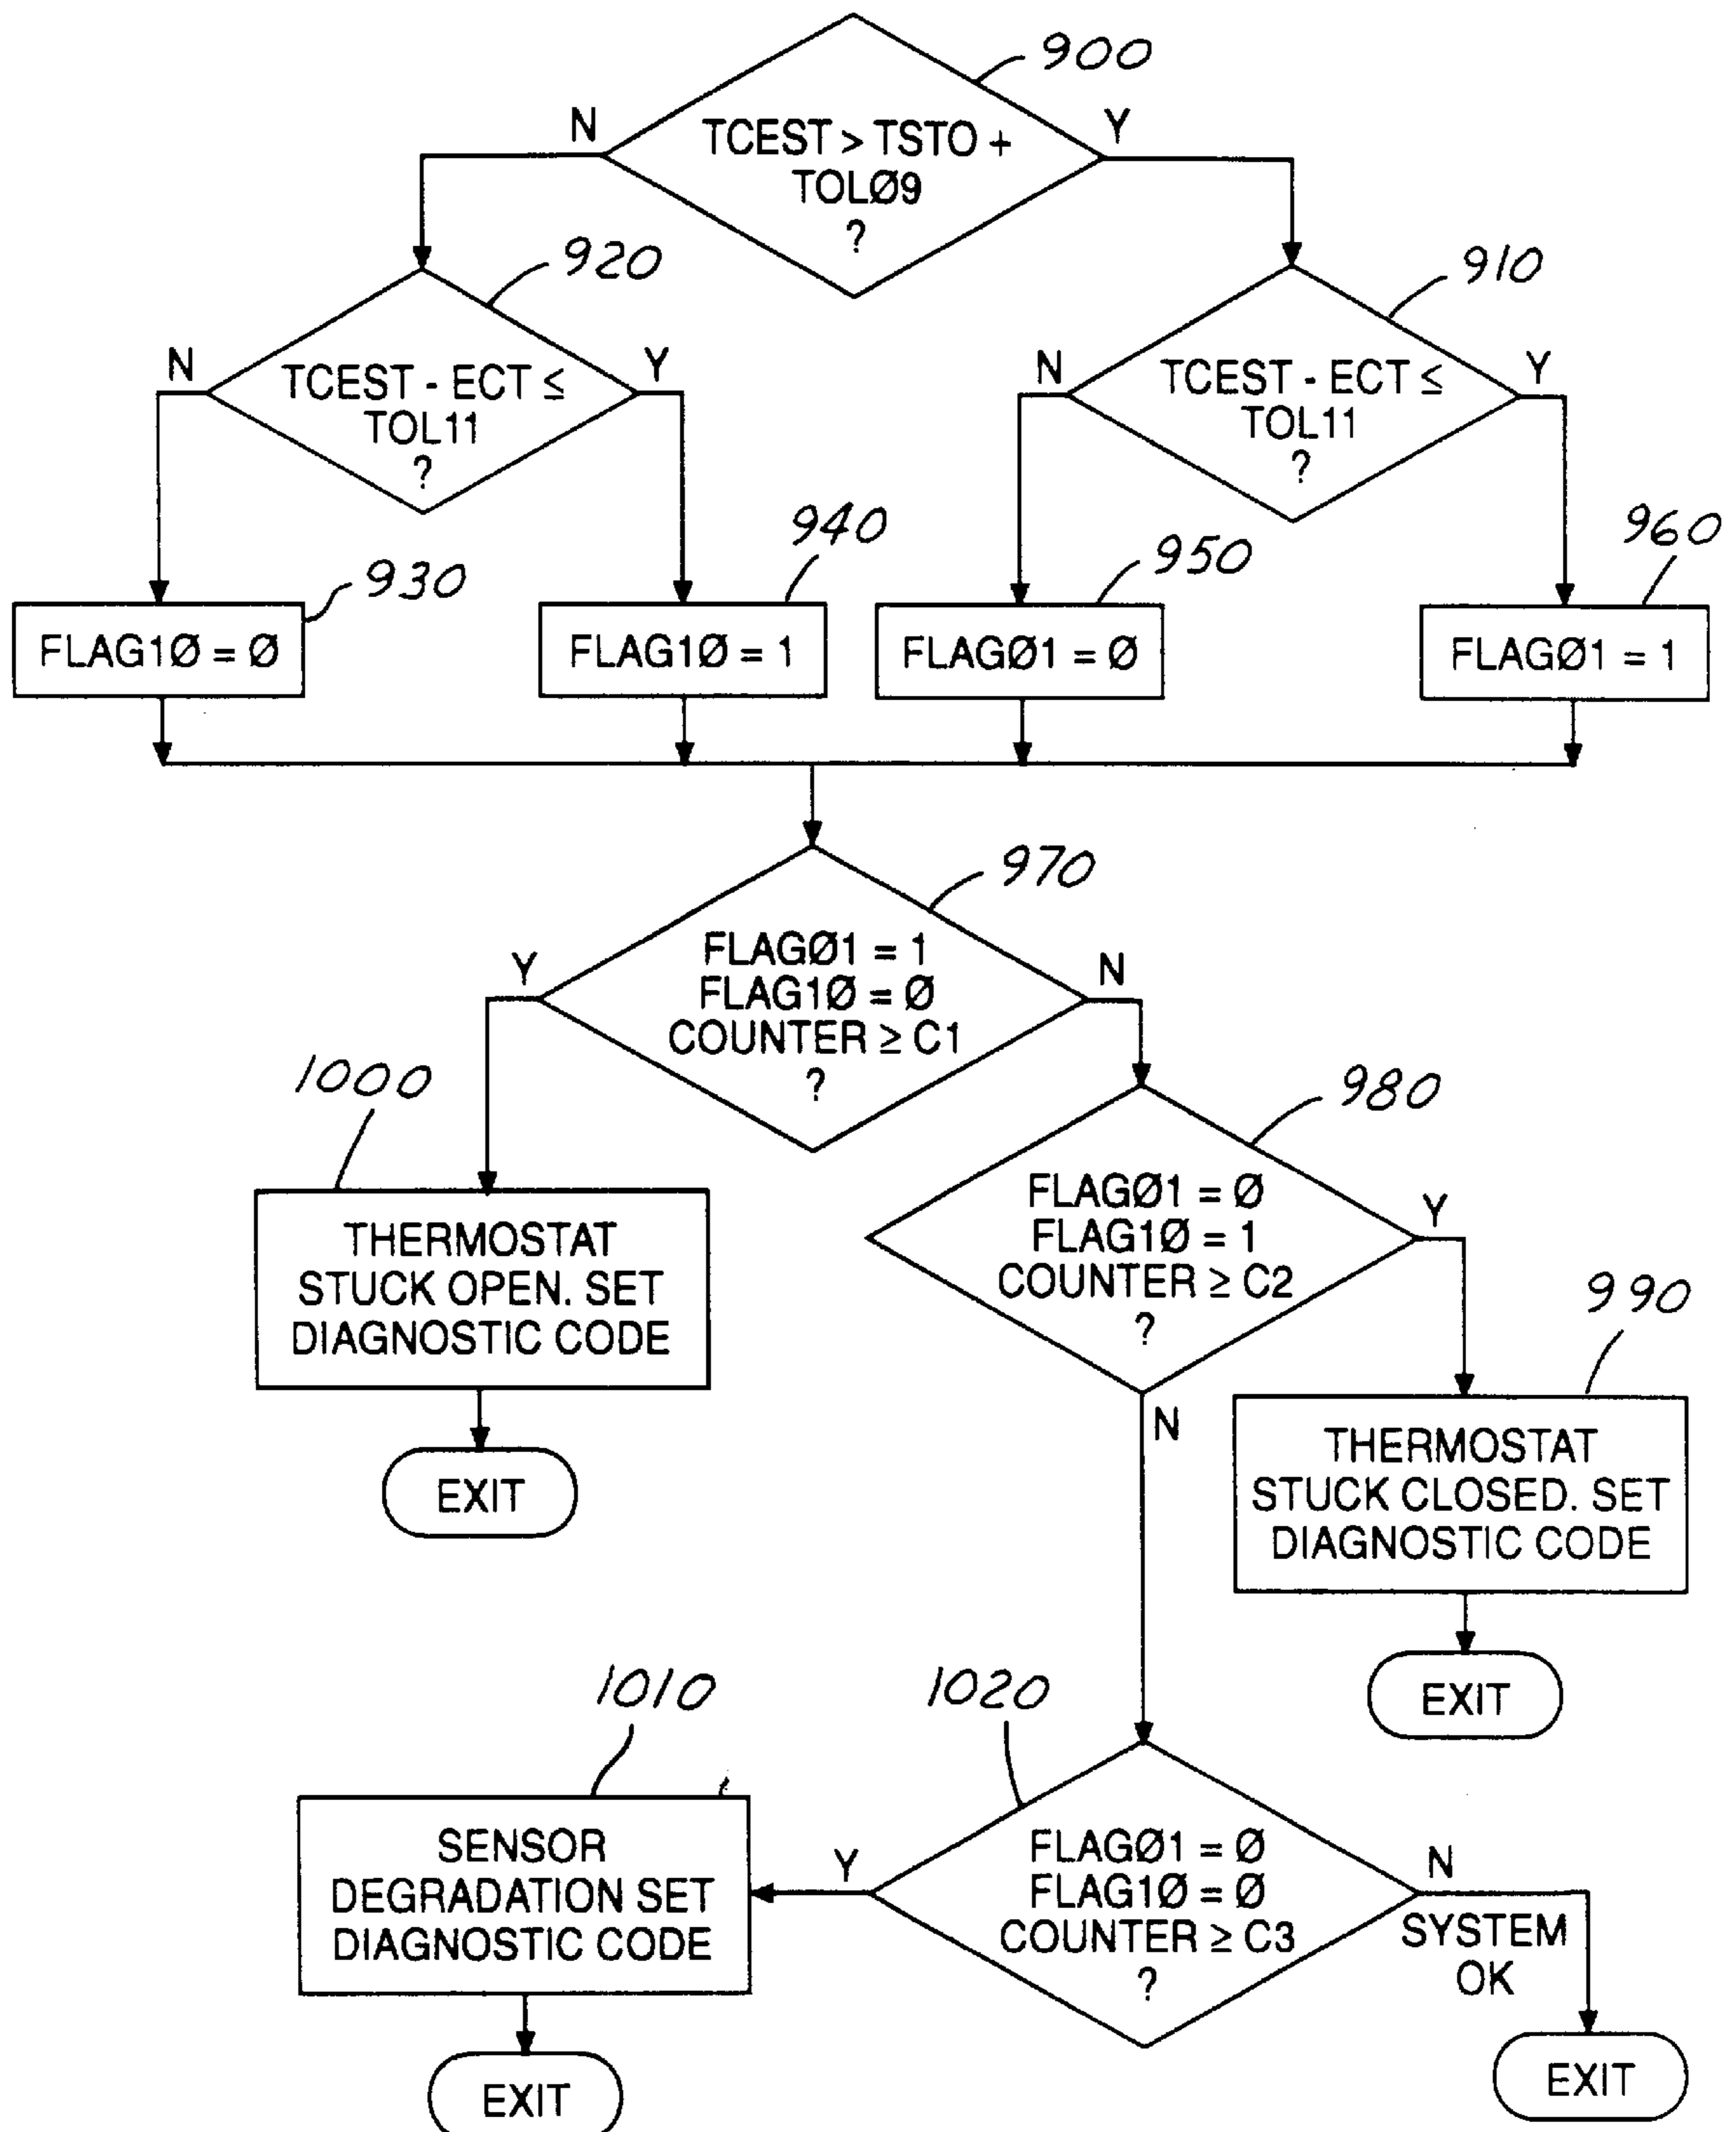 900
N
Y
TCEST > TSTO +
TOLØ9
?
920
910
N
Y
TCEST - ECT ≤
TOL11
?
N
Y
TCEST - ECT ≤
TOL11
?
930
940
950
960
FLAG1Ø = Ø
FLAG1Ø = 1
FLAGØ1 = Ø
FLAGØ1 = 1
970
Y
N
FLAGØ1 = 1
FLAG1Ø = Ø
COUNTER ≥ C1
?
1000
980
THERMOSTAT
STUCK OPEN. SET
DIAGNOSTIC CODE
EXIT
FLAGØ1 = Ø
FLAG1Ø = 1
COUNTER ≥ C2
?
Y
N
990
THERMOSTAT
STUCK CLOSED. SET
DIAGNOSTIC CODE
EXIT
1010
1020
SENSOR
DEGRADATION SET
DIAGNOSTIC CODE
EXIT
Y
FLAGØ1 = Ø
FLAG1Ø = Ø
COUNTER ≥ C3
?
N
SYSTEM
OK
EXIT